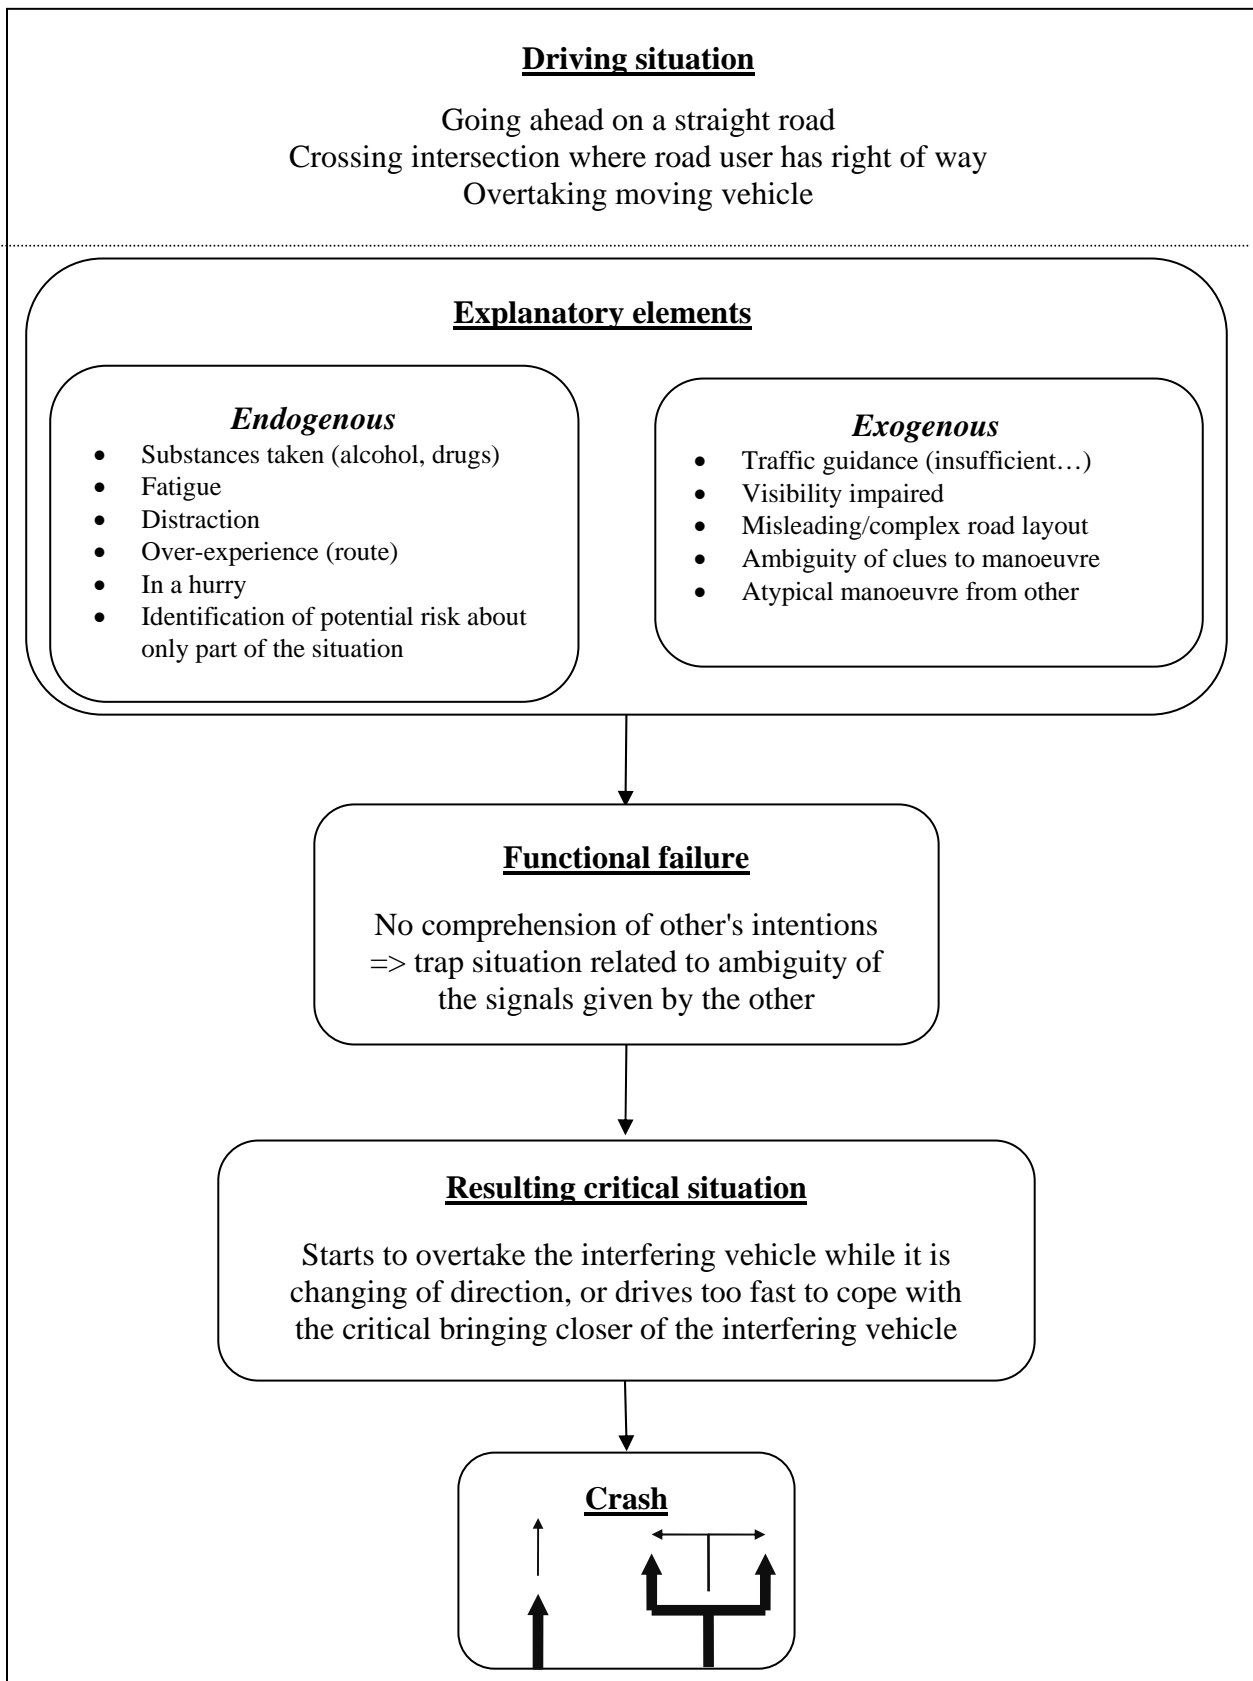 Driving situation
Going ahead on a straight road
Crossing intersection where road user has right of way
Overtaking moving vehicle
Explanatory elements
Endogenous
• Substances taken (alcohol, drugs)
• Fatigue
• Distraction
• Over-experience (route)
• In a hurry
• Identification of potential risk about
only part of the situation
Exogenous
• Traffic guidance (insufficient…)
• Visibility impaired
• Misleading/complex road layout
• Ambiguity of clues to manoeuvre
• Atypical manoeuvre from other
Functional failure
No comprehension of other's intentions
=> trap situation related to ambiguity of
the signals given by the other
Resulting critical situation
Starts to overtake the interfering vehicle while it is
changing of direction, or drives too fast to cope with
the critical bringing closer of the interfering vehicle
Crash